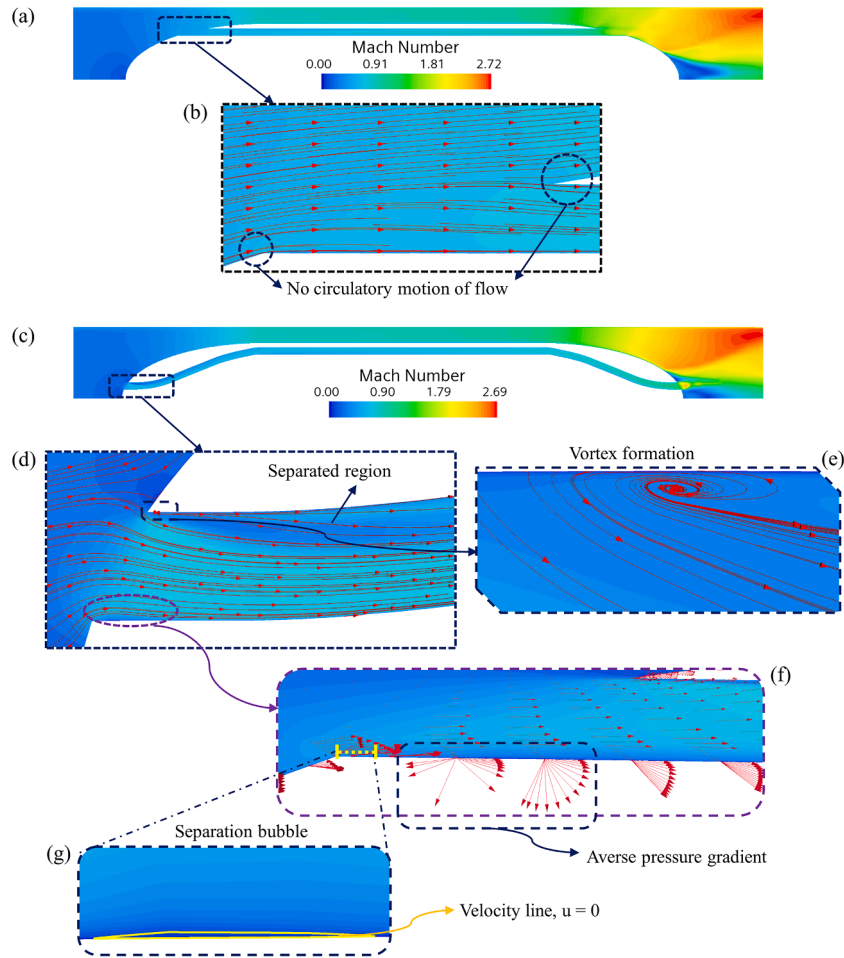 (a)
Mach Number
0.00 0.91 1.81 2.72
(b)
No circulatory motion of flow
(c)
Mach Number
0.00 0.90 1.79 2.69
(d)
Separated region
Vortex formation
(e)
(f)
Separation bubble
(g)
Averse pressure gradient
Velocity line, u = 0